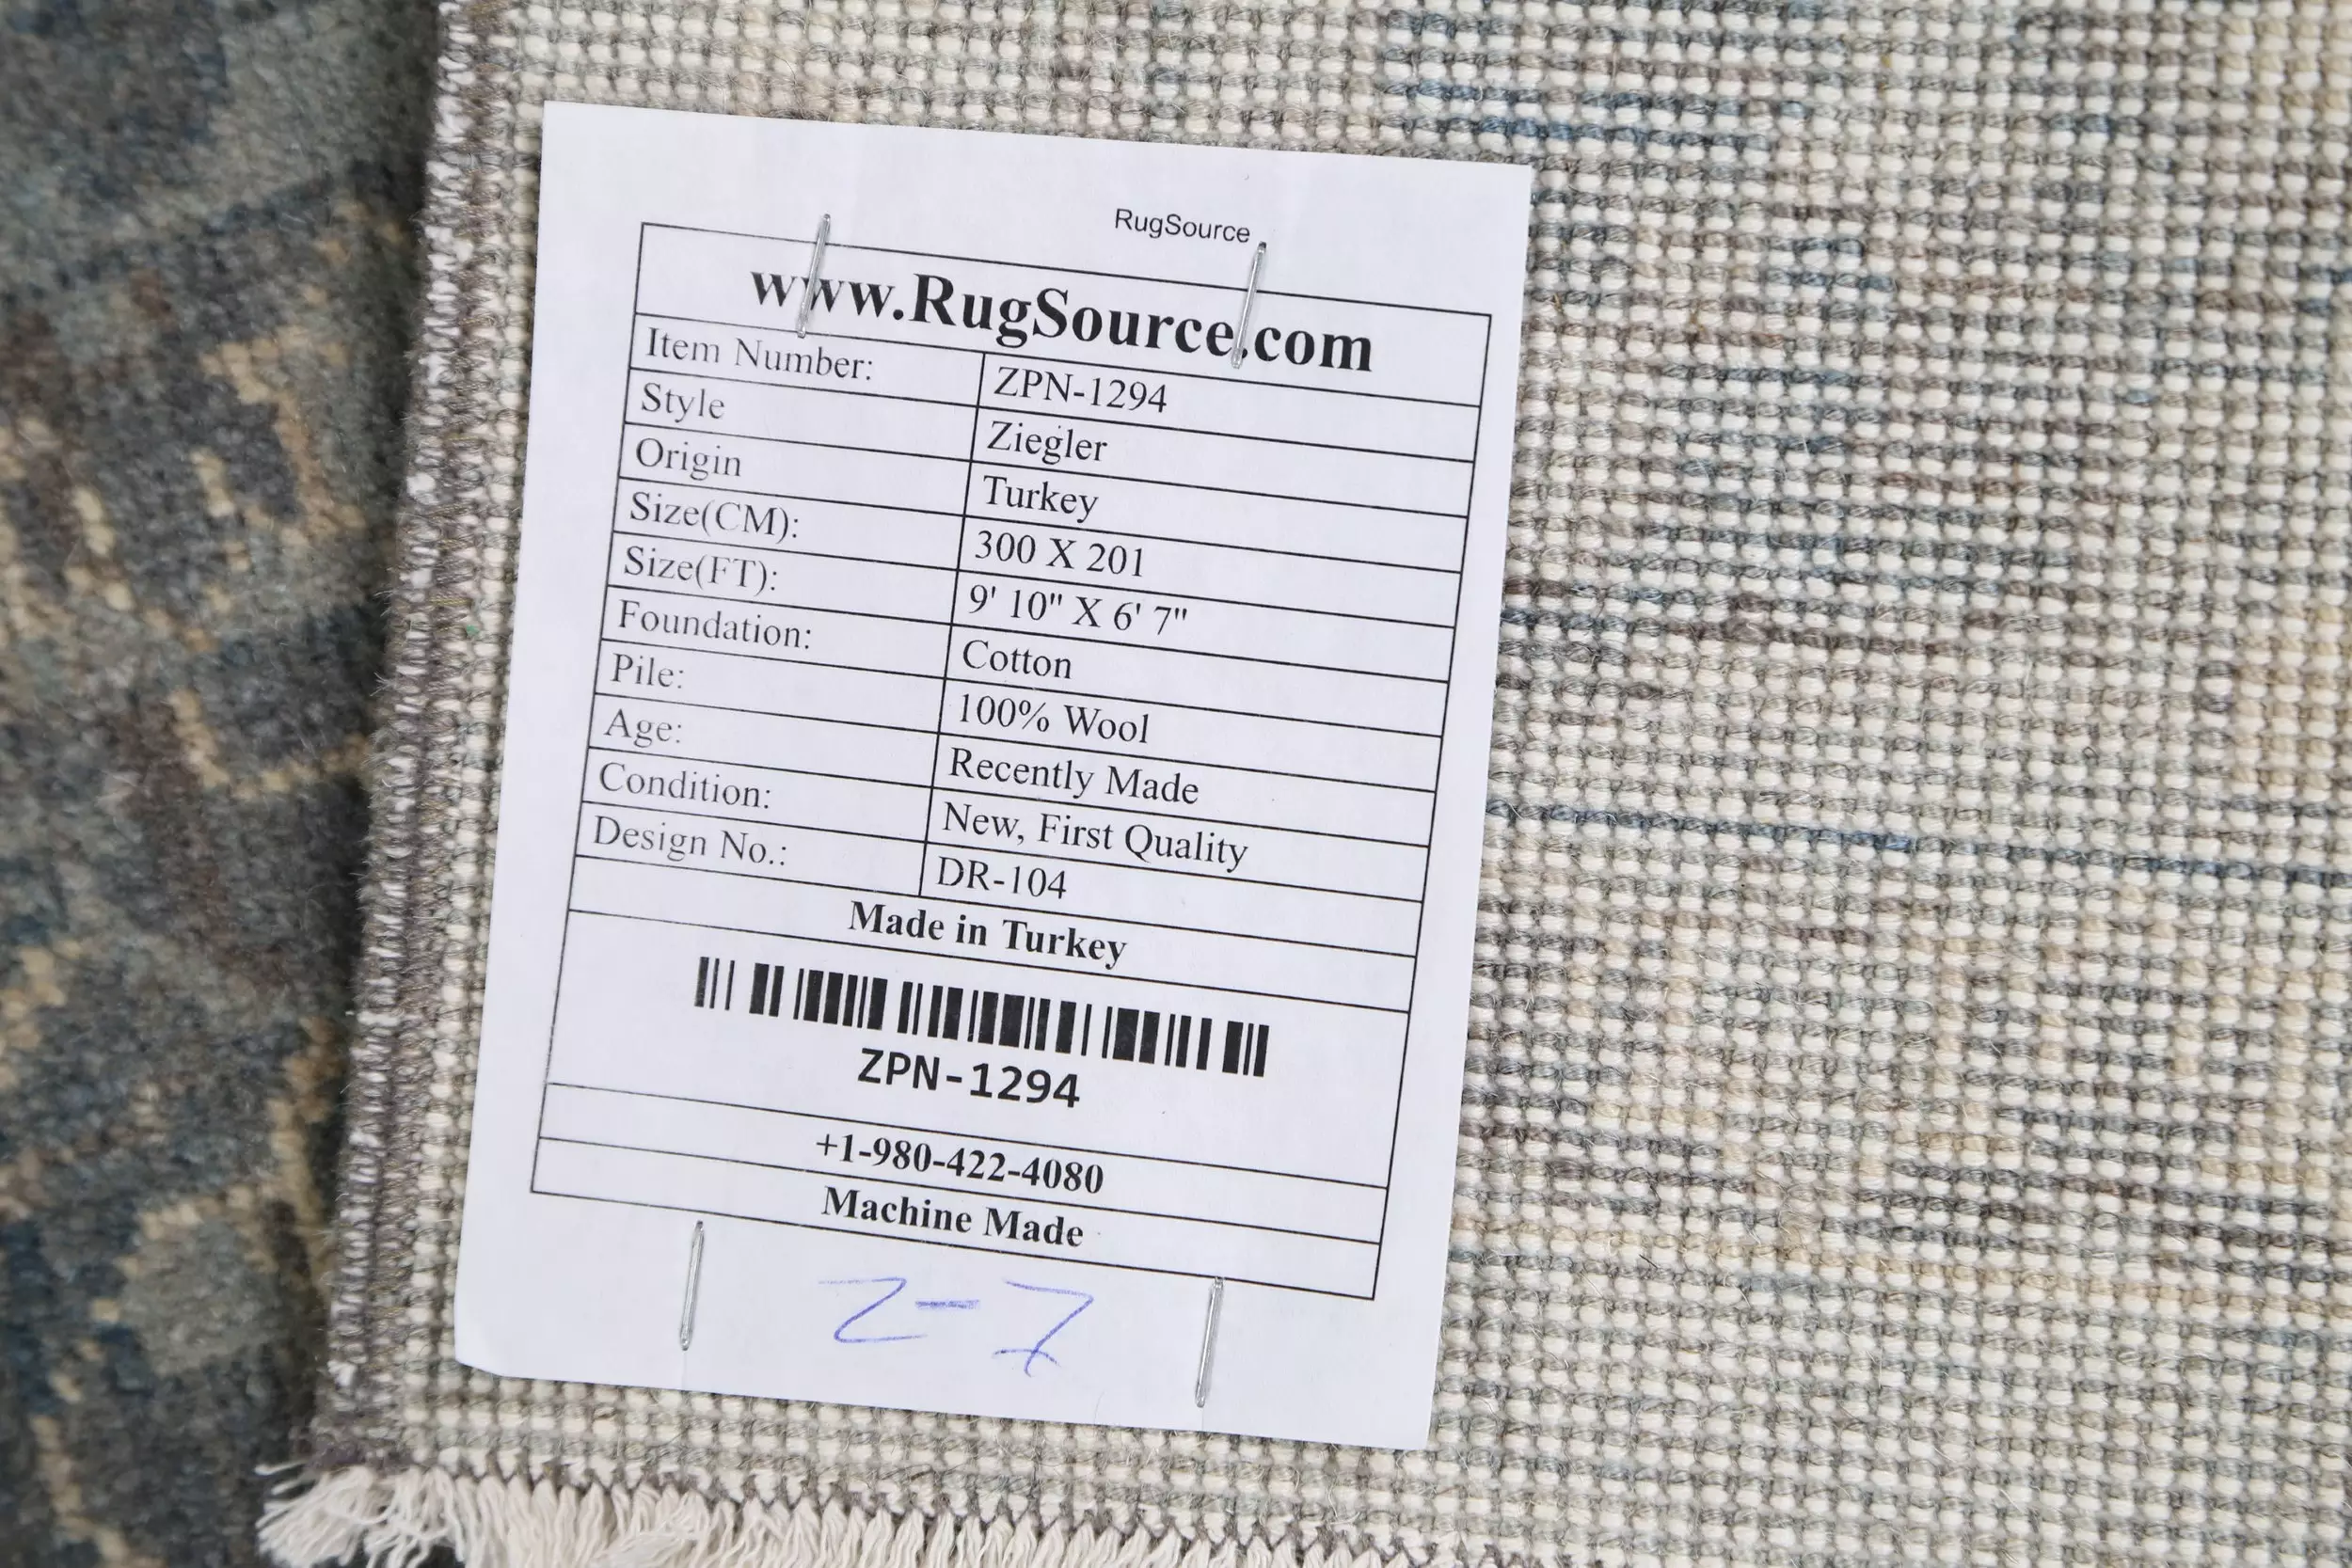 RugSource
www.RugSource.com
Item Number: ZPN-1294
Style Ziegler
Origin Turkey
Size(CM): 300 X 201
Size(FT): 9' 10" X 6' 7"
Foundation: Cotton
Pile: 100% Wool
Age: Recently Made
Condition: New, First Quality
Design No.: DR-104
Made in Turkey
ZPN-1294
+1-980-422-4080
Machine Made
Z-7